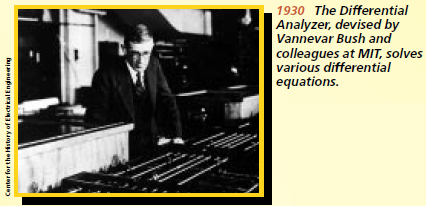 Center for the History of Electrical Engineering
1930 The Differential
Analyzer, devised by
Vannevar Bush and
colleagues at MIT, solves
various differential
equations.